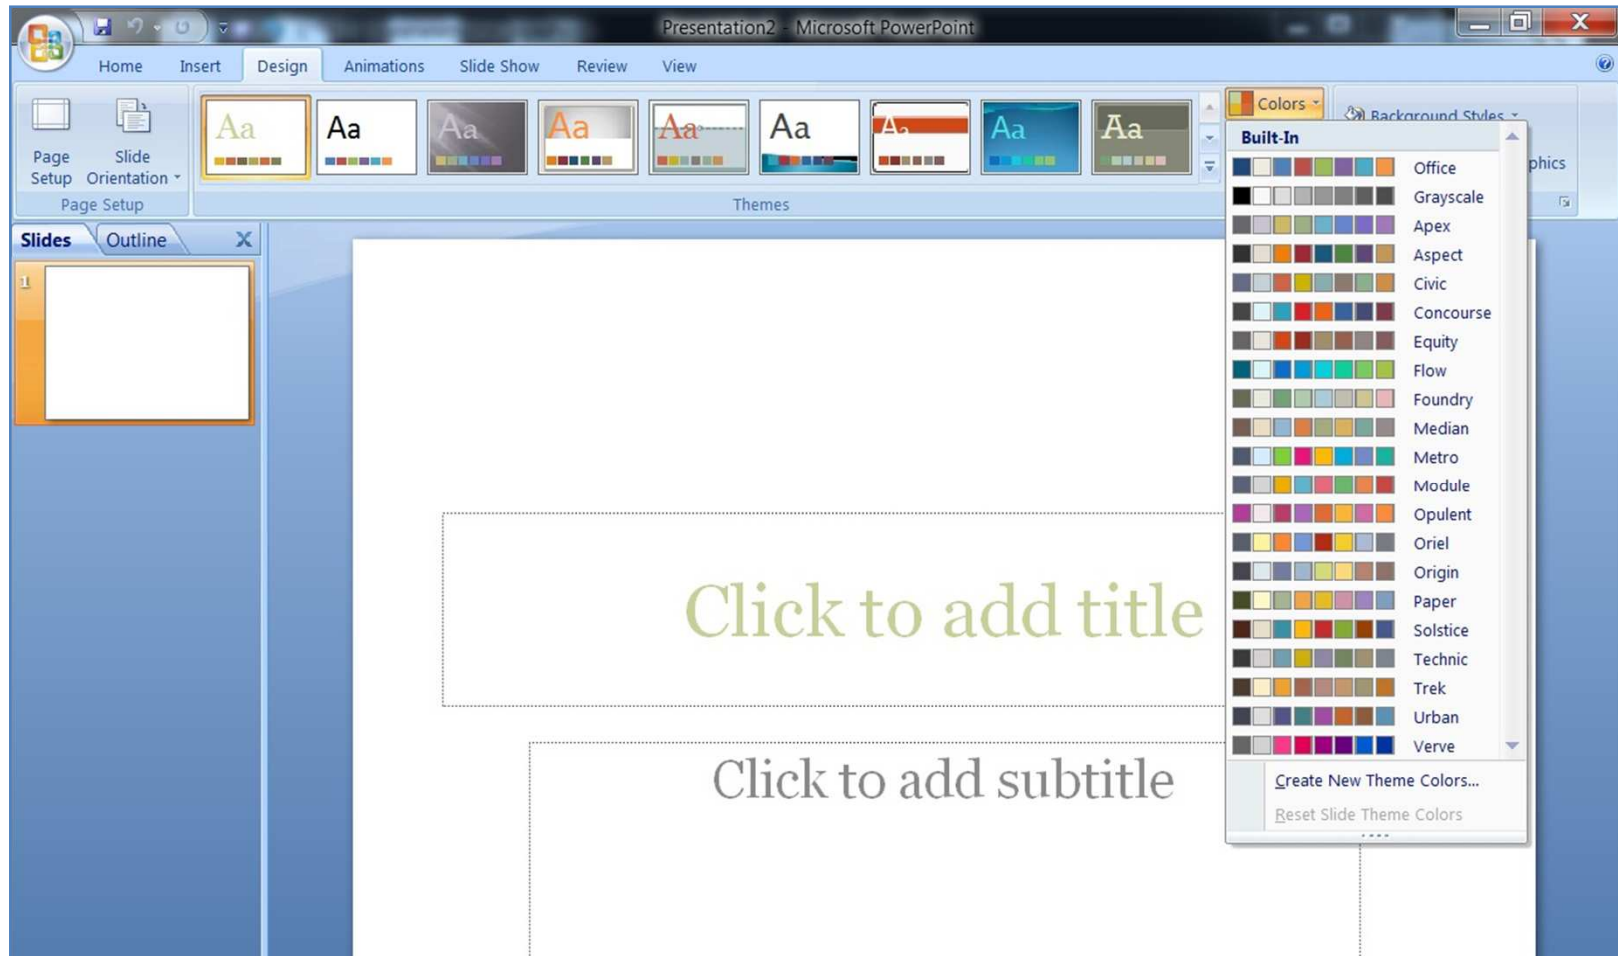 Presentation2 - Microsoft PowerPoint
Home Insert Design Animations Slide Show Review View
Page Setup
Slide Orientation
Page Setup
Aa Aa Aa Aa Aa Aa Aa Aa Aa
Themes
Colors
Background Styles
phics
Slides Outline X
1
Built-In
Office
Grayscale
Apex
Aspect
Civic
Concourse
Equity
Flow
Foundry
Median
Metro
Module
Opulent
Oriel
Origin
Paper
Solstice
Technic
Trek
Urban
Verve
Create New Theme Colors...
Reset Slide Theme Colors
Click to add title
Click to add subtitle